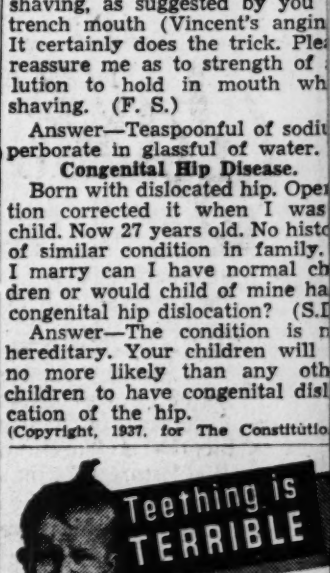 shaving, as suggested by you
trench mouth (Vincent's angin
It certainly does the trick. Plea
reassure me as to strength of
lution to hold in mouth wh
shaving. (F. S.)
Answer—Teaspoonful of sodiu
perborate in glassful of water.
Congenital Hip Disease.
Born with dislocated hip. Oper
tion corrected it when I was
child. Now 27 years old. No histo
of similar condition in family.
I marry can I have normal ch
dren or would child of mine ha
congenital hip dislocation? (S.
Answer—The condition is n
hereditary. Your children will
no more likely than any oth
children to have congenital disl
cation of the hip.
(Copyright, 1937, for The Constitutio
Teething is
TERRIBLE